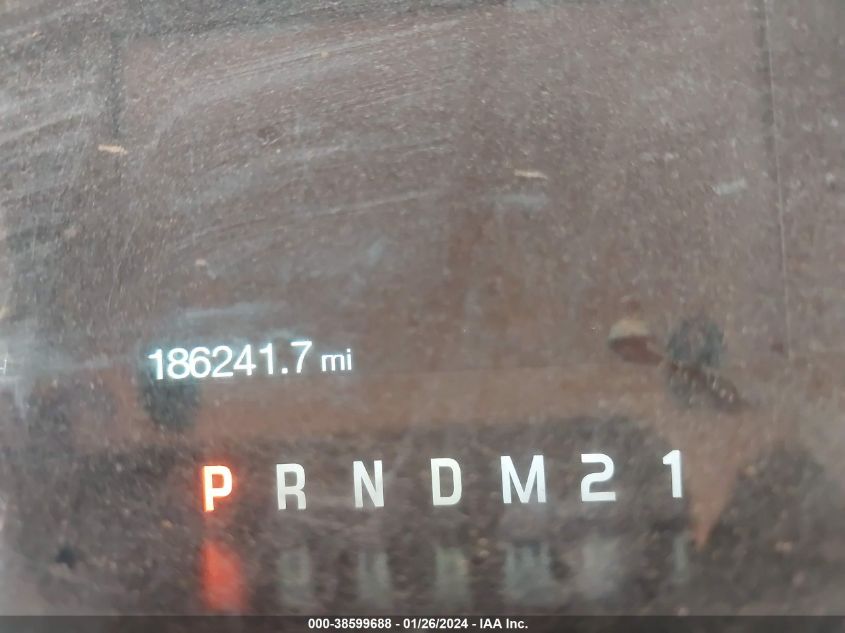 186241.7 mi
P R N D M 2 1
000-38599688 - 01/26/2024 - IAA Inc.